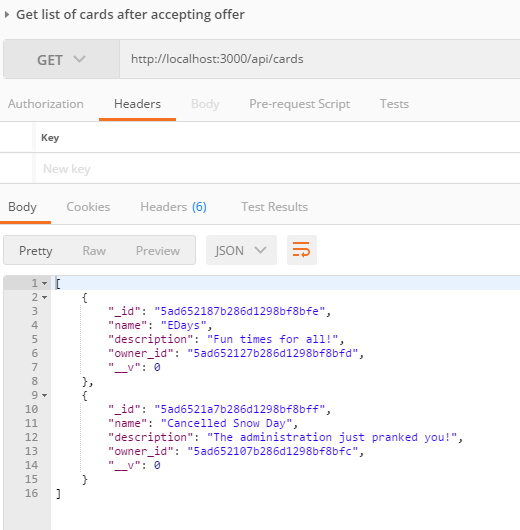 Get list of cards after accepting offer
GET http://localhost:3000/api/cards
Authorization Headers Body Pre-request Script Tests
Key
New key
Body Cookies Headers (6) Test Results
Pretty Raw Preview JSON
1 [
2 {
3 "_id": "5ad652187b286d1298bf8bfe",
4 "name": "EDays",
5 "description": "Fun times for all!",
6 "owner_id": "5ad652127b286d1298bf8bfd",
7 "__v": 0
8 },
9 {
10 "_id": "5ad6521a7b286d1298bf8bff",
11 "name": "Cancelled Snow Day",
12 "description": "The administration just pranked you!",
13 "owner_id": "5ad652107b286d1298bf8bfc",
14 "__v": 0
15 }
16 ]